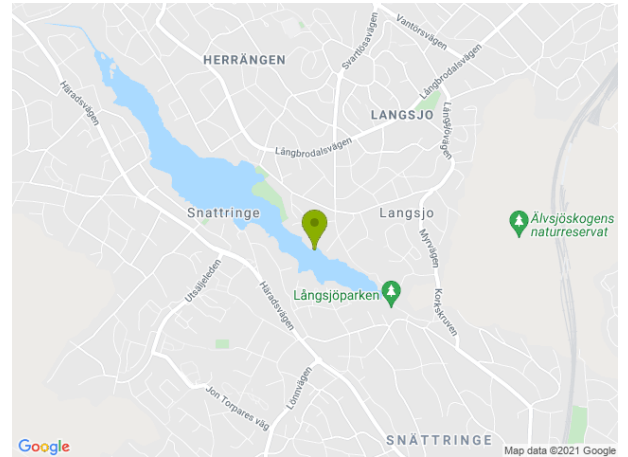 Vantörsvägen
HERRÄNGEN
Svartlösavägen
Häradsvägen
Långbrodalsvägen
LANGSJO
Långsjövägen
Långbrodalsvägen
Snattringe
Langsjo
Älvsjöskogens
naturreservat
Myrvägen
Utsäljeleden
Häradsvägen
Långsjöparken
Korkskruven
Jon Torpares väg
Lönnvägen
SNÄTTRINGE
Google
Map data ©2021 Google